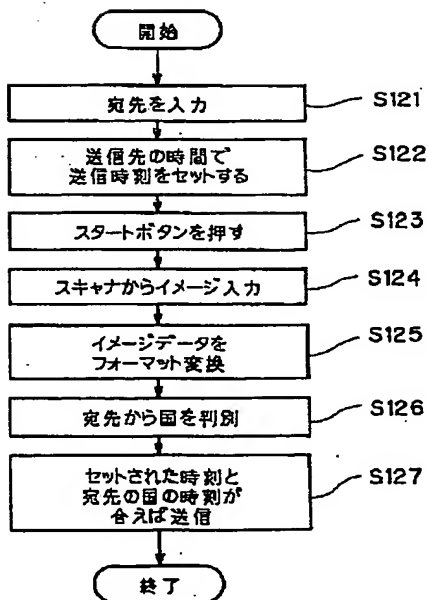 開始
宛先を入力
S121
送信先の時間で
送信時刻をセットする
S122
スタートボタンを押す
S123
スキャナからイメージ入力
S124
イメージデータを
フォーマット変換
S125
宛先から国を判別
S126
セットされた時刻と
宛先の国の時刻が
合えば送信
S127
終了